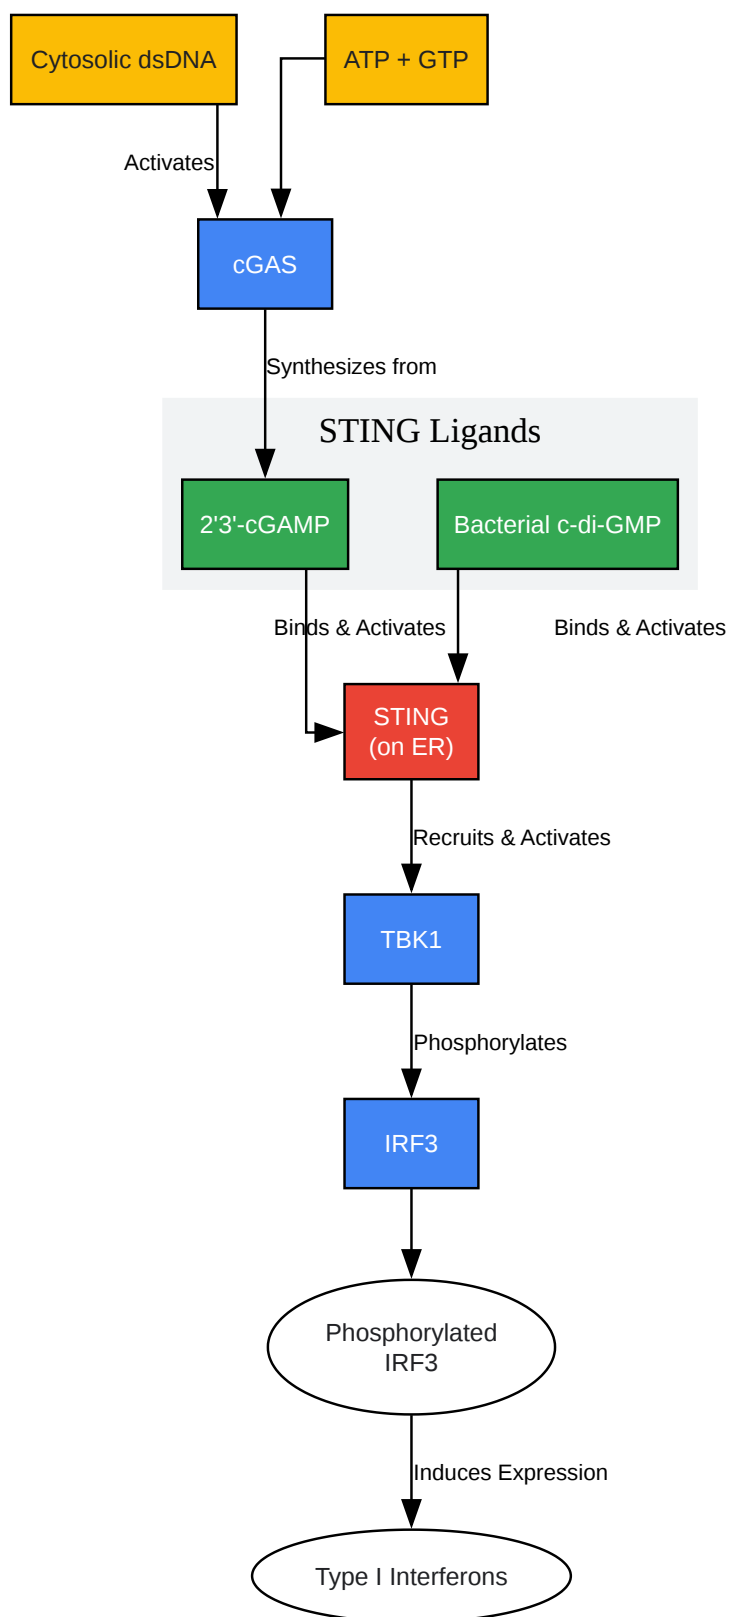 Cytosolic dsDNA
ATP + GTP
Activates
cGAS
Synthesizes from
STING Ligands
2'3'-cGAMP
Bacterial c-di-GMP
Binds & Activates
Binds & Activates
STING
(on ER)
Recruits & Activates
TBK1
Phosphorylates
IRF3
Phosphorylated
IRF3
Induces Expression
Type I Interferons